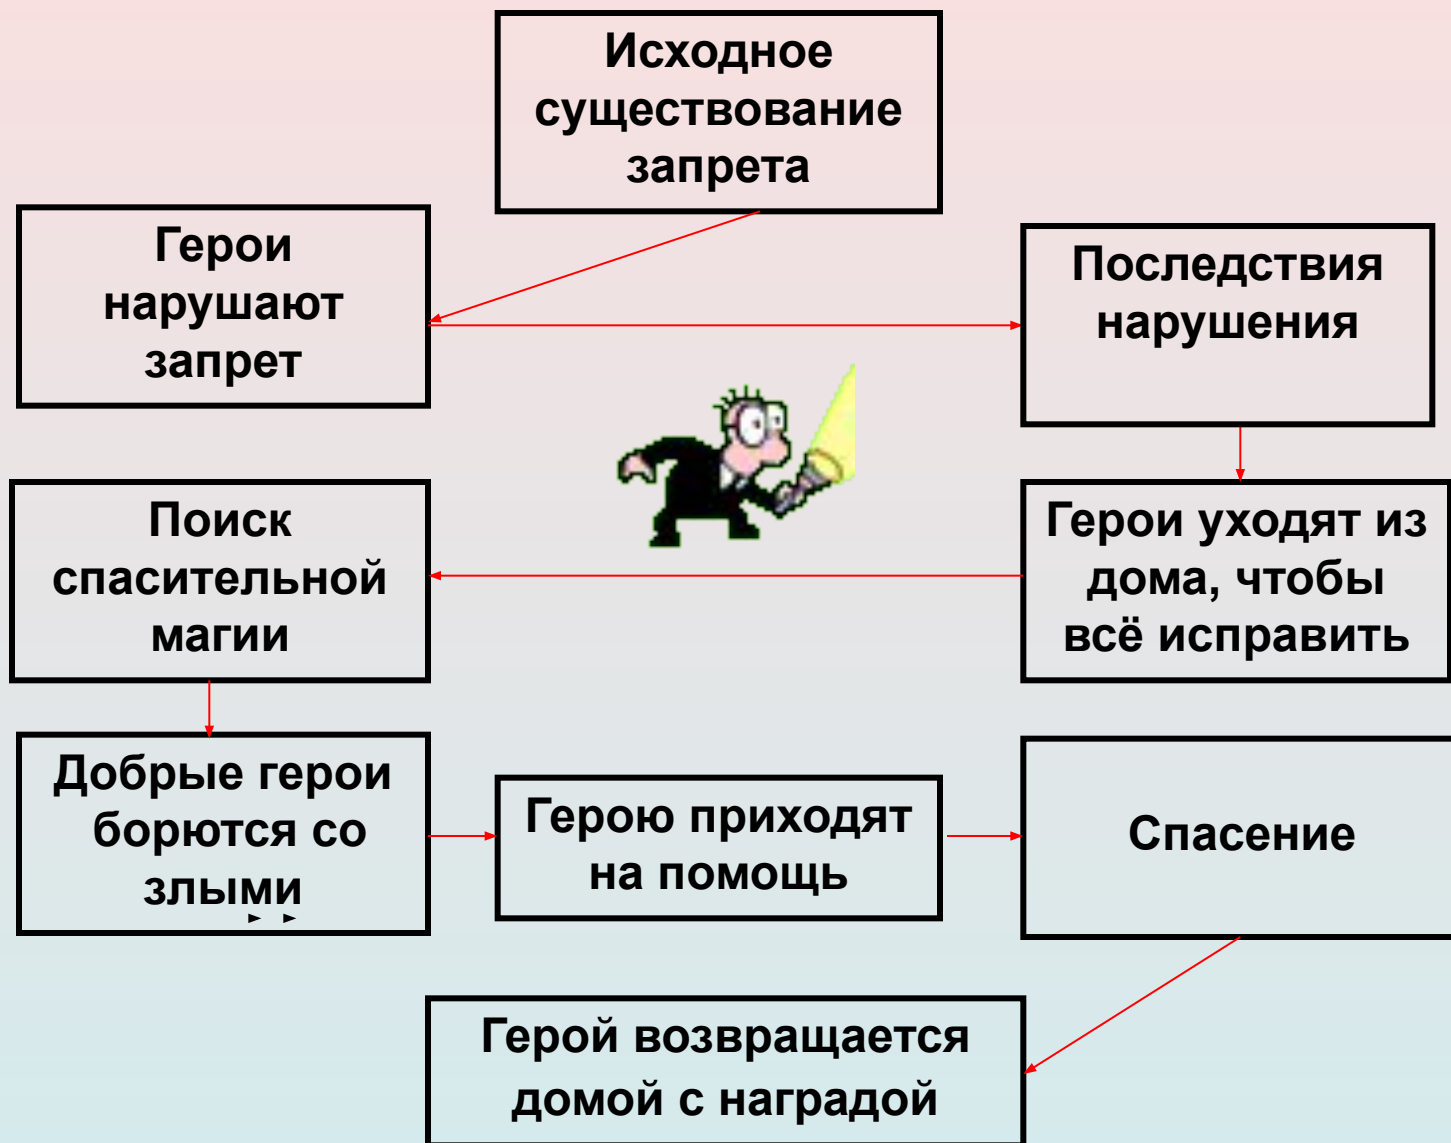 Исходное
существование
запрета
Герои
нарушают
запрет
Последствия
нарушения
Герои уходят из
дома, чтобы
всё исправить
Поиск
спасительной
магии
Добрые герои
борются со
злыми
Герою приходят
на помощь
Спасение
Герой возвращается
домой с наградой